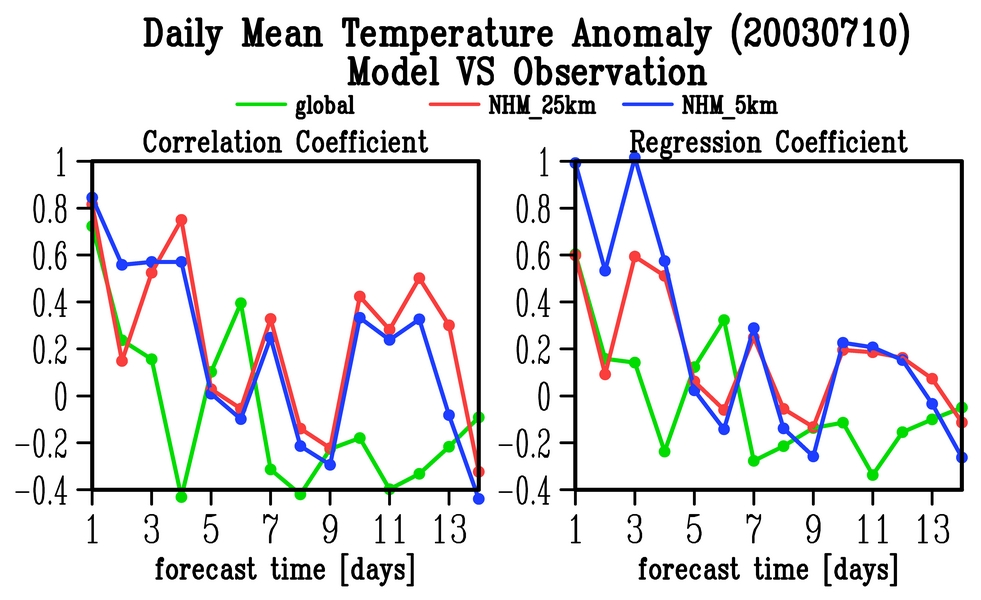 Daily Mean Temperature Anomaly (20030710)
Model VS Observation
global NHM_25km NHM_5km
Correlation Coefficient
1
0.8
0.6
0.4
0.2
0
−0.2
−0.4
1 3 5 7 9 11 13
forecast time [days]
Regression Coefficient
1
0.8
0.6
0.4
0.2
0
−0.2
−0.4
1 3 5 7 9 11 13
forecast time [days]